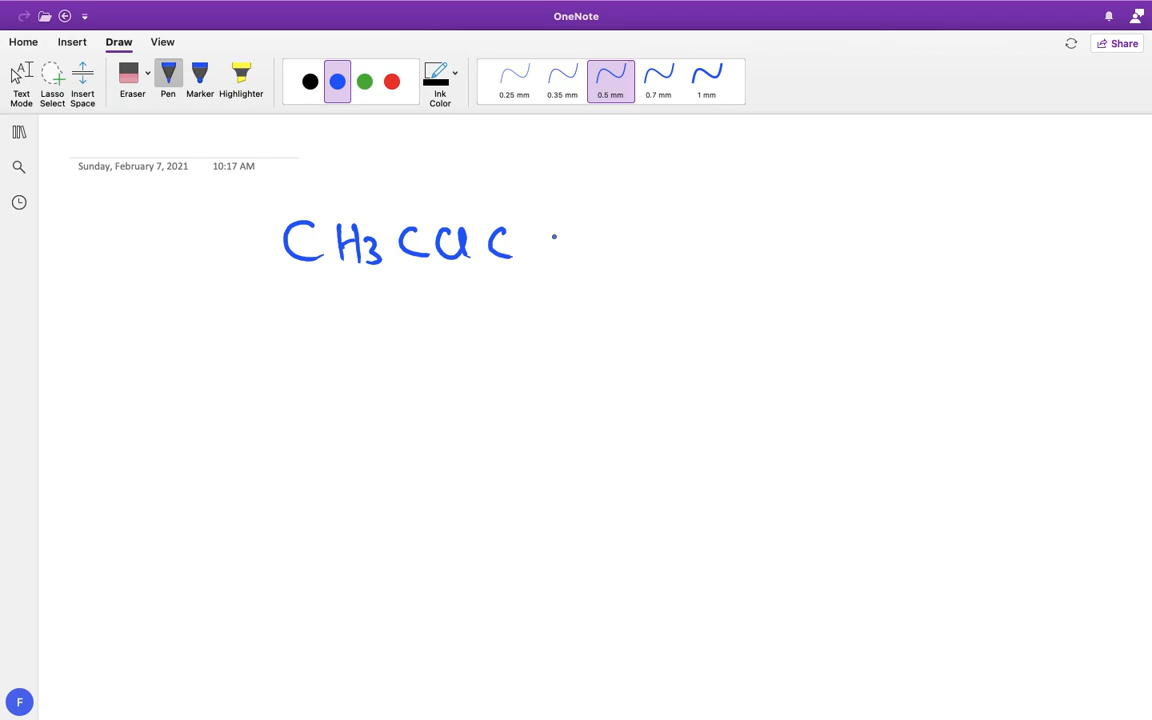 OneNote
Home Insert Draw View
Share
Text Mode
Lasso Select
Insert Space
Eraser
Pen
Marker
Highlighter
Ink Color
0.25 mm
0.35 mm
0.5 mm
0.7 mm
1 mm
Sunday, February 7, 2021 10:17 AM
CH3CClC
F